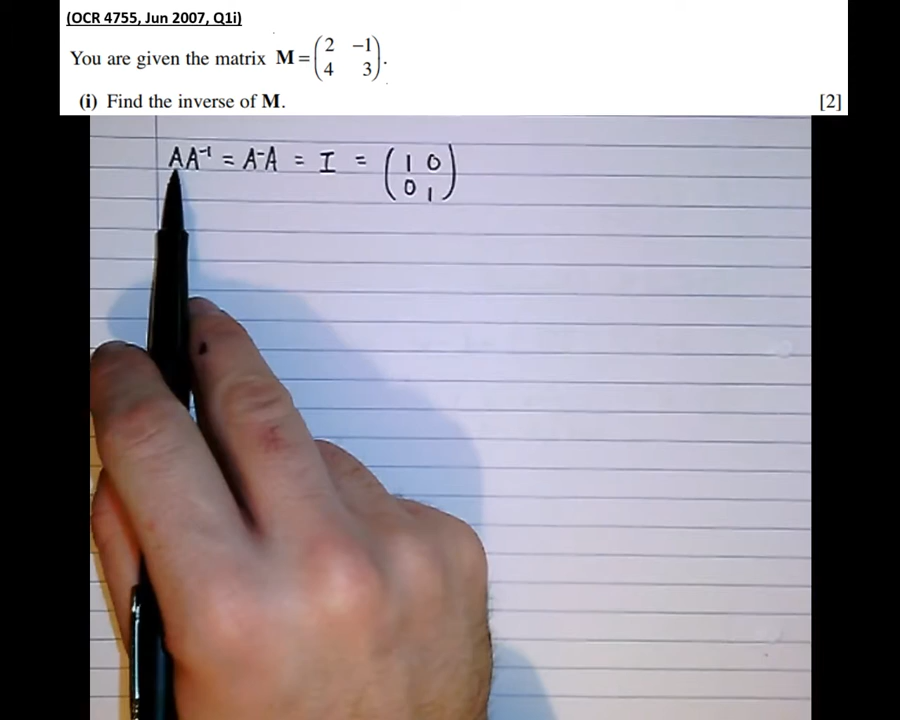 (OCR 4755, Jun 2007, Q1i)
You are given the matrix M = (2 −1
4 3).
(i) Find the inverse of M. [2]
AA⁻¹ = A⁻A = I = (1 0
0 1)